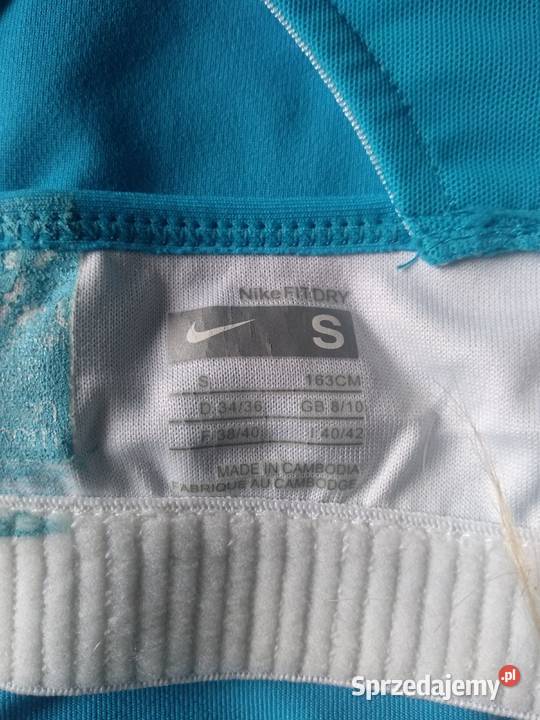 Nike FIT DRY
S
S 163CM
D:34/36 GB:8/10
F:38/40 I:40/42
MADE IN CAMBODIA
FABRIQUE AU CAMBODGE
Sprzedajemy.pl